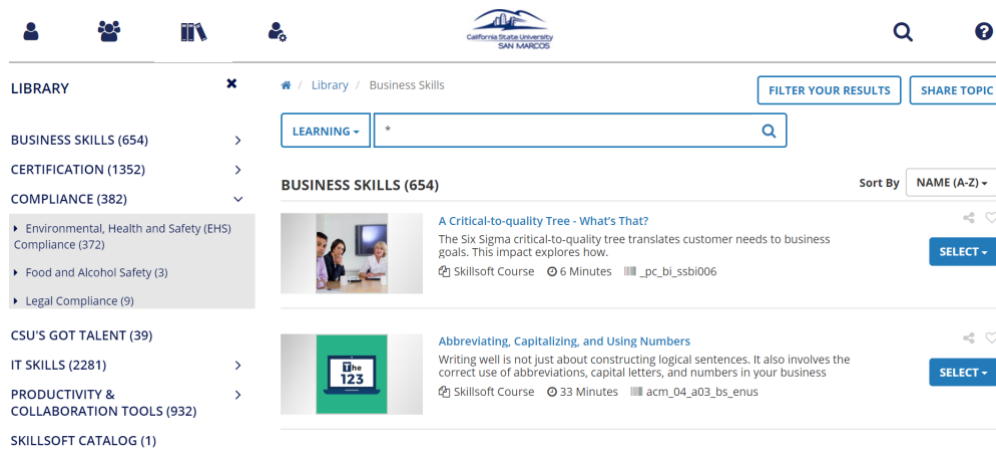 California State University
SAN MARCOS
LIBRARY
BUSINESS SKILLS (654)
CERTIFICATION (1352)
COMPLIANCE (382)
Environmental, Health and Safety (EHS)
Compliance (372)
Food and Alcohol Safety (3)
Legal Compliance (9)
CSU'S GOT TALENT (39)
IT SKILLS (2281)
PRODUCTIVITY &
COLLABORATION TOOLS (932)
SKILLSOFT CATALOG (1)
/ Library / Business Skills
FILTER YOUR RESULTS
SHARE TOPIC
LEARNING
*
BUSINESS SKILLS (654)
Sort By
NAME (A-Z)
A Critical-to-quality Tree - What's That?
The Six Sigma critical-to-quality tree translates customer needs to business
goals. This impact explores how.
Skillsoft Course 6 Minutes _pc_bi_ssbi006
SELECT
The
123
Abbreviating, Capitalizing, and Using Numbers
Writing well is not just about constructing logical sentences. It also involves the
correct use of abbreviations, capital letters, and numbers in your business
Skillsoft Course 33 Minutes acm_04_a03_bs_enus
SELECT